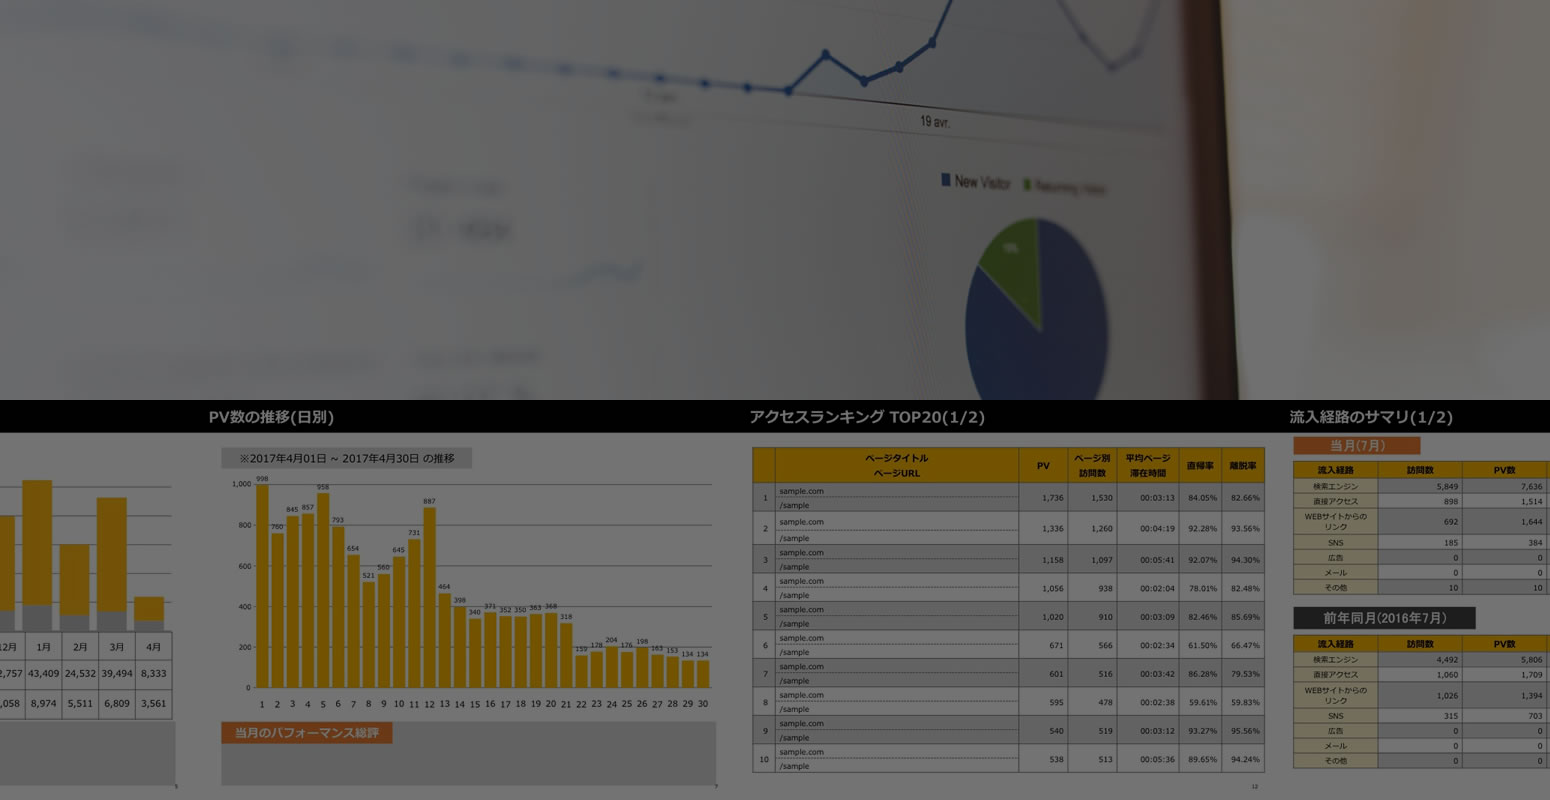 19 avr.
New Visitor Returning Visitor
PV数の推移(日別)
※2017年4月01日 ~ 2017年4月30日 の推移
1,000
800
600
400
200
0
998 760 845 857 958 793 654 521 560 645 731 887 464 398 340 371 352 350 363 368 318 159 178 204 176 198 163 153 134 134
1 2 3 4 5 6 7 8 9 10 11 12 13 14 15 16 17 18 19 20 21 22 23 24 25 26 27 28 29 30
当月のパフォーマンス総評
1月 2月 3月 4月
43,409 24,532 39,494 8,333
8,974 5,511 6,809 3,561
アクセスランキング TOP20(1/2)
ページタイトル
ページURL
PV
ページ別
訪問数
平均ページ
滞在時間
直帰率
離脱率
1 sample.com
/sample
1,736 1,530 00:03:13 84.05% 82.66%
2 sample.com
/sample
1,336 1,260 00:04:19 92.28% 93.56%
3 sample.com
/sample
1,158 1,097 00:05:41 92.07% 94.30%
4 sample.com
/sample
1,056 938 00:02:04 78.01% 82.48%
5 sample.com
/sample
1,020 910 00:03:09 82.46% 85.69%
6 sample.com
/sample
671 566 00:02:34 61.50% 66.47%
7 sample.com
/sample
601 516 00:03:42 86.28% 79.53%
8 sample.com
/sample
595 478 00:02:38 59.61% 59.83%
9 sample.com
/sample
540 519 00:03:12 93.27% 95.56%
10 sample.com
/sample
538 513 00:05:36 89.65% 94.24%
12
流入経路のサマリ(1/2)
当月(7月)
流入経路 訪問数 PV数
検索エンジン 5,849 7,636
直接アクセス 898 1,514
WEBサイトからの
リンク 692 1,644
SNS 185 384
広告 0 0
メール 0 0
その他 10 10
前年同月(2016年7月)
流入経路 訪問数 PV数
検索エンジン 4,492 5,806
直接アクセス 1,060 1,709
WEBサイトからの
リンク 1,026 1,394
SNS 315 703
広告 0 0
メール 0 0
その他 0 0